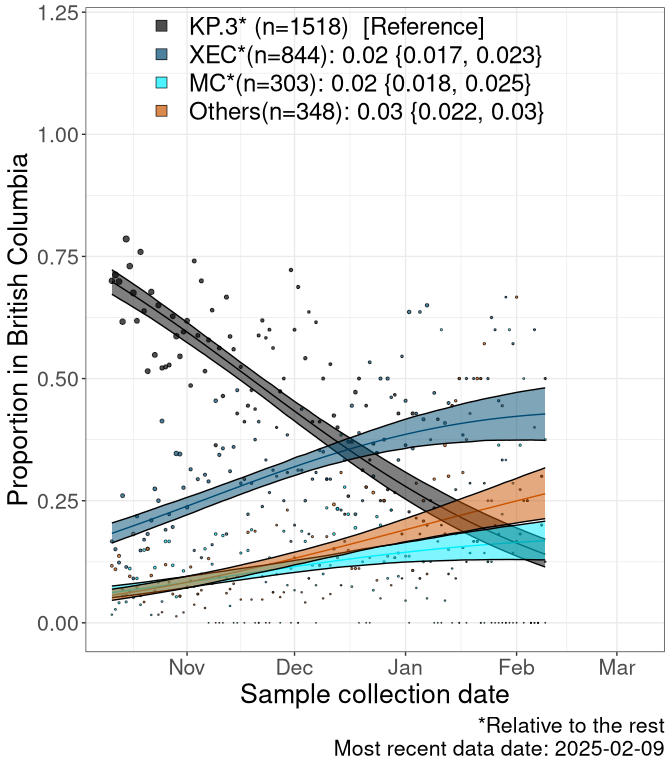 1.25
1.00
0.75
0.50
0.25
0.00
Proportion in British Columbia
KP.3* (n=1518)  [Reference]
XEC*(n=844): 0.02 {0.017, 0.023}
MC*(n=303): 0.02 {0.018, 0.025}
Others(n=348): 0.03 {0.022, 0.03}
Nov Dec Jan Feb Mar
Sample collection date
*Relative to the rest
Most recent data date: 2025-02-09